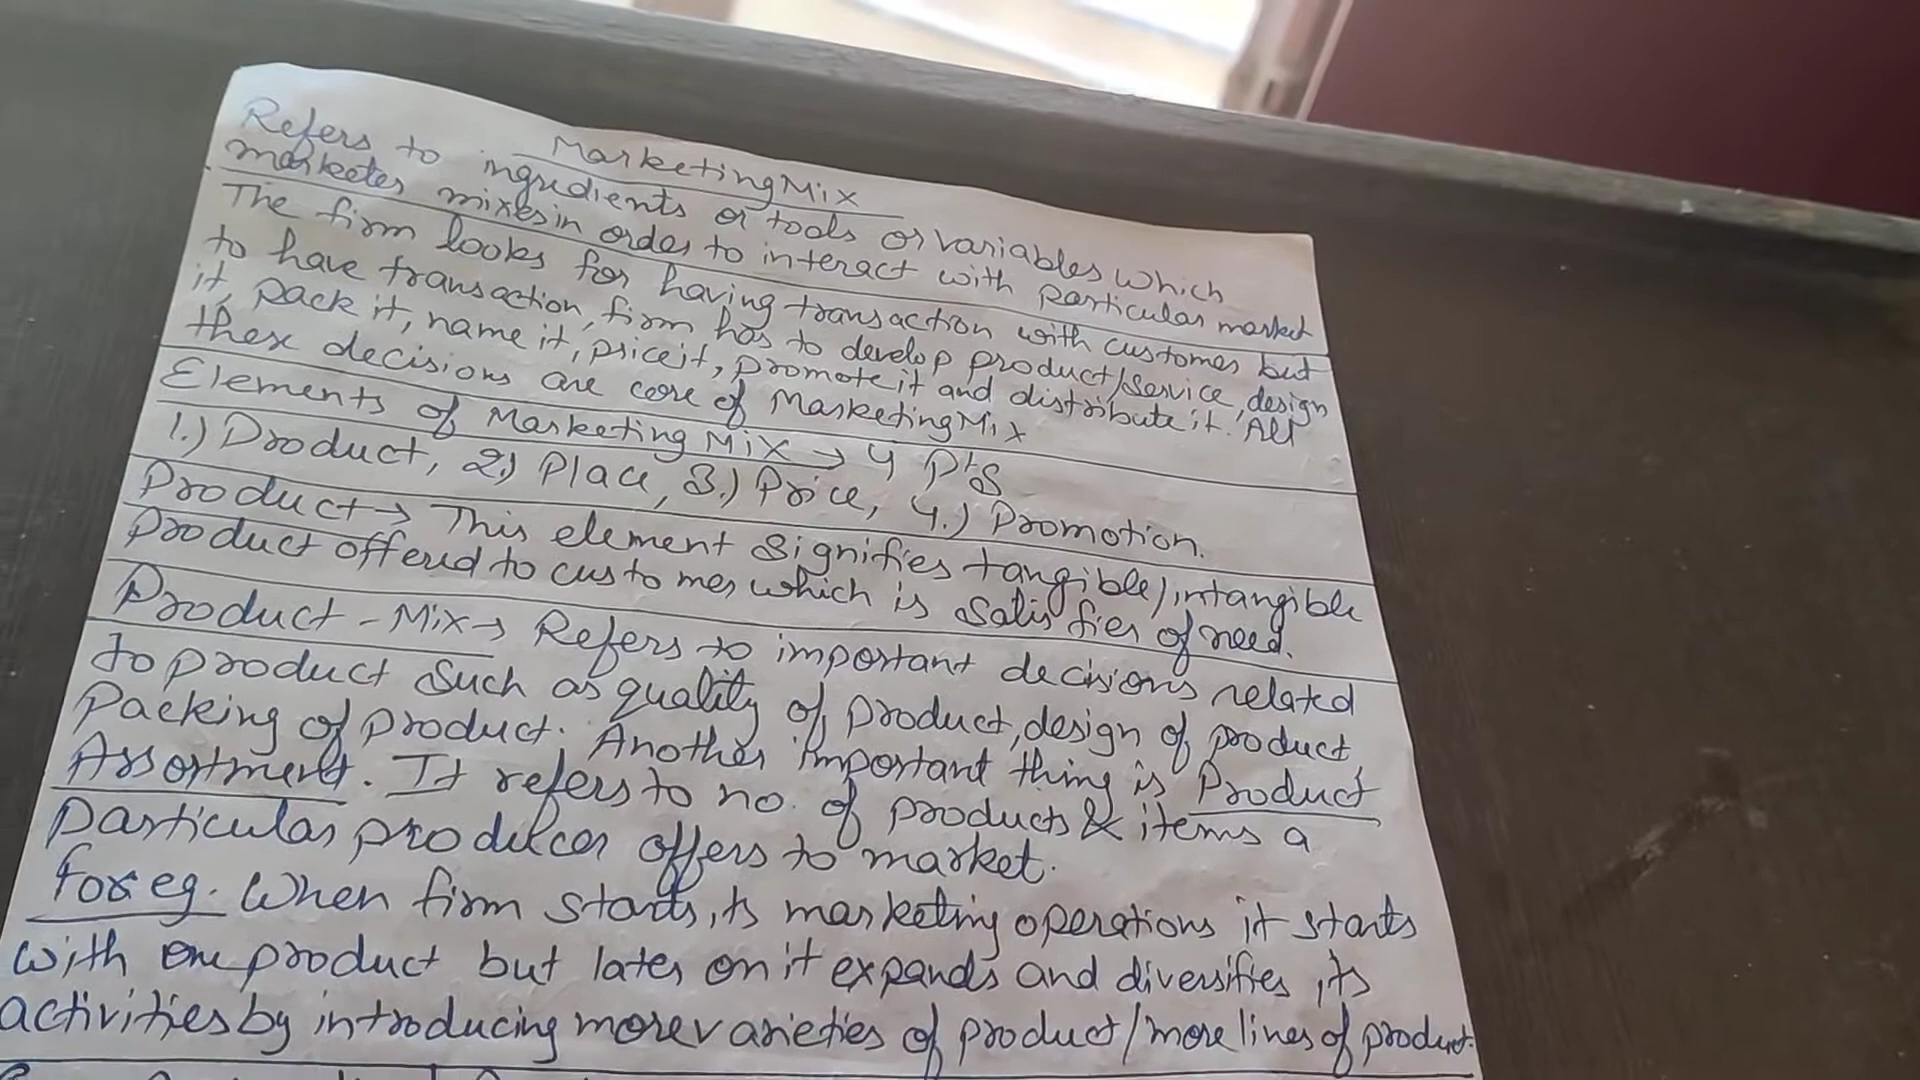 Marketing Mix
Refers to ingredients or tools or variables which
marketer mixes in order to interact with particular market
The firm looks for having transaction with customer but
to have transaction, firm has to develop product/service, design
it, pack it, name it, price it, promote it and distribute it. All
these decisions are core of Marketing Mix
Elements of Marketing Mix → 4 P's
1.) Product, 2.) Place, 3.) Price, 4.) Promotion.
Product → This element signifies tangible/intangible
product offered to customer which is satisfier of need.
Product - Mix → Refers to important decisions related
to product such as quality of product, design of product,
Packing of product. Another important thing is Product
Assortment. It refers to no. of products & items a
particular producer offers to market.
For eg. When firm starts its marketing operations it starts
with one product but later on it expands and diversifies its
activities by introducing more varieties of product/more lines of product.